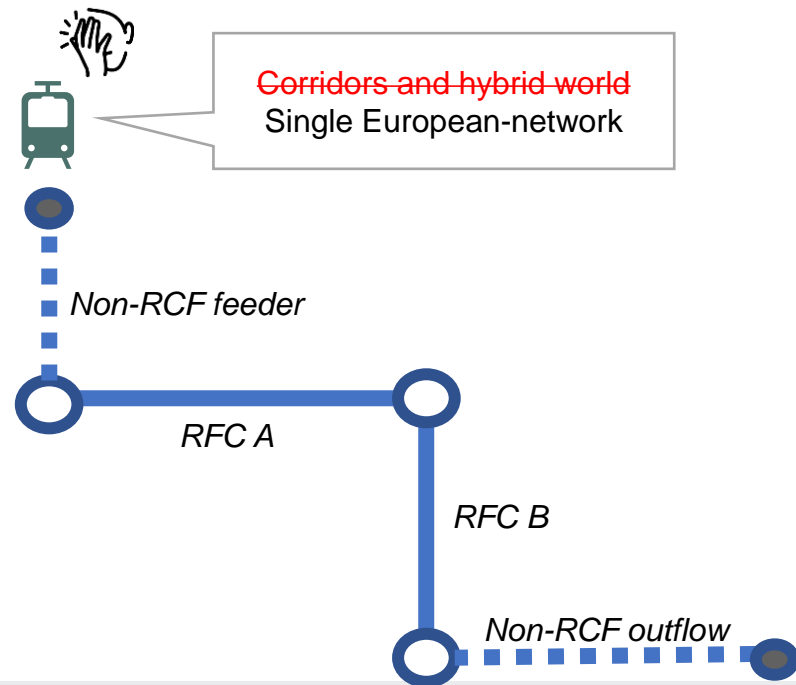 Corridors and hybrid world
Single European-network
Non-RCF feeder
RFC A
RFC B
Non-RCF outflow